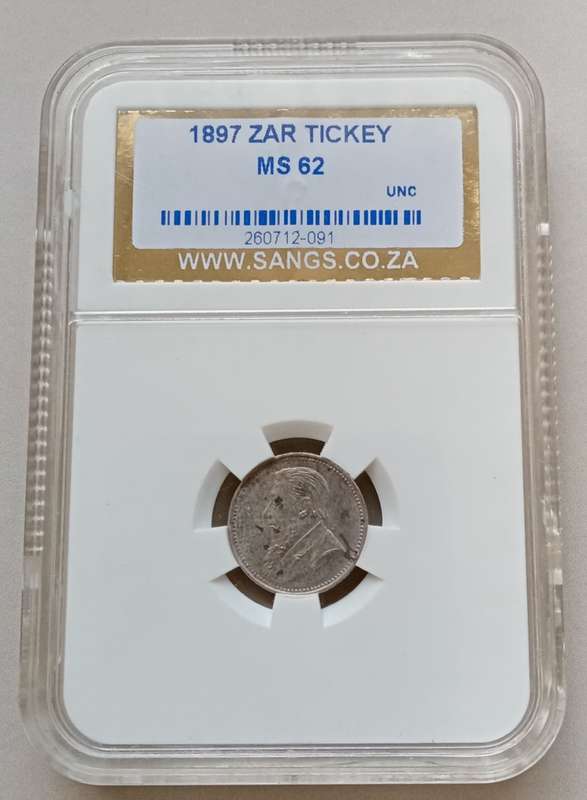 1897 ZAR TICKEY
MS 62
UNC
260712-091
WWW.SANGS.CO.ZA